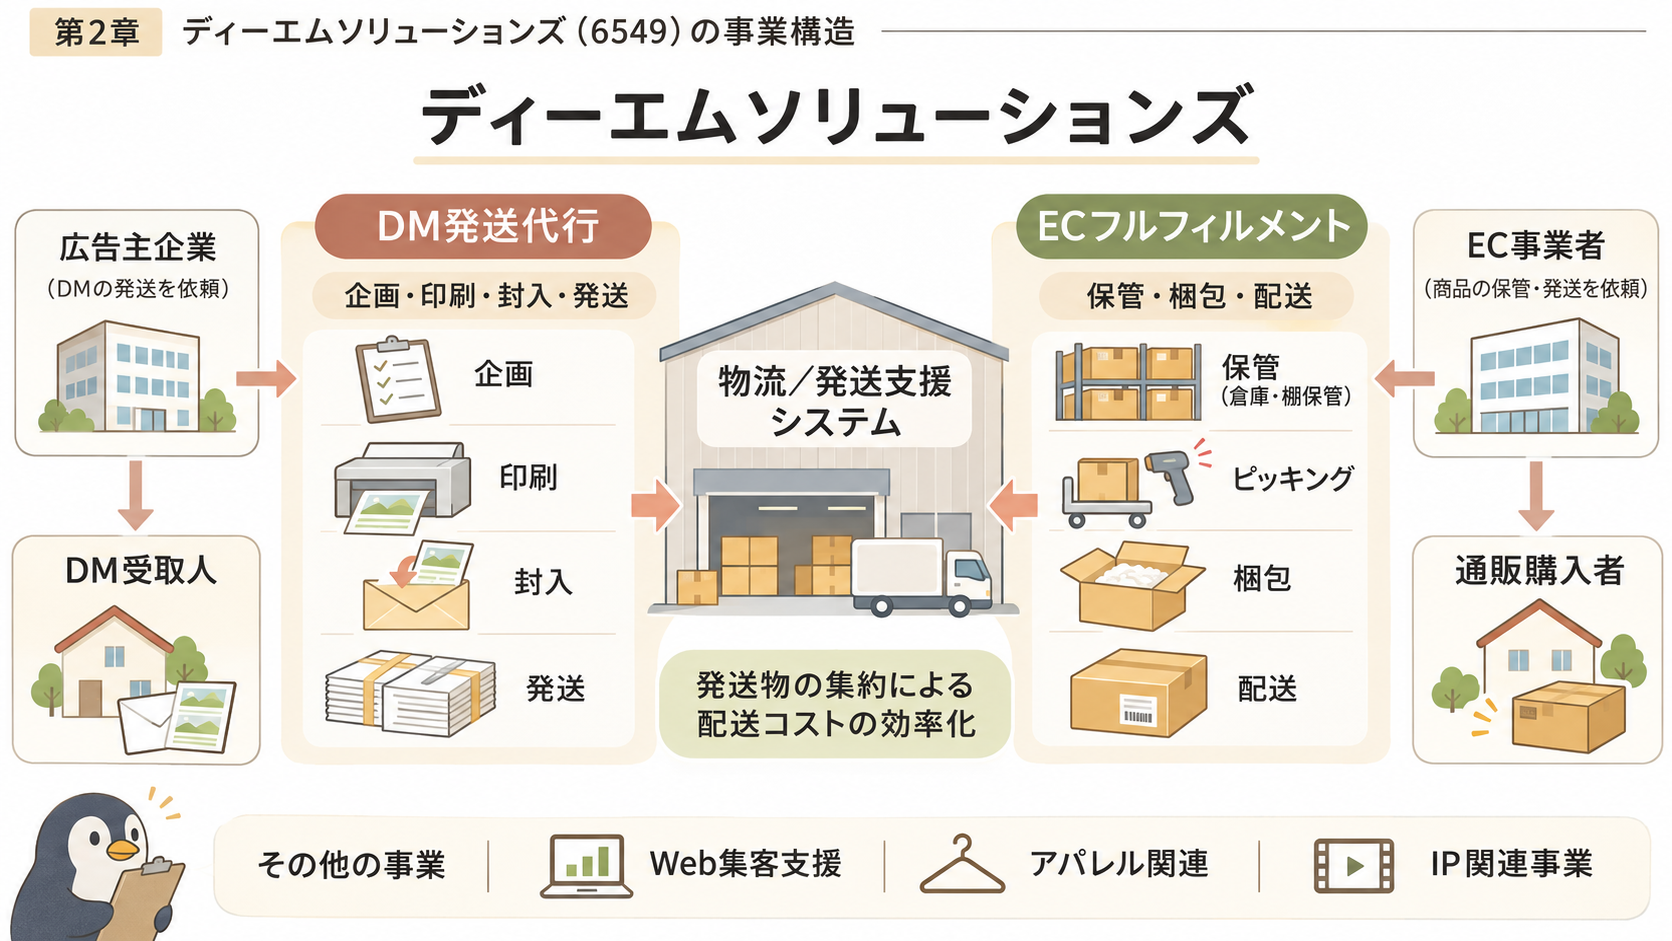 第2章
ディーエムソリューションズ（6549）の事業構造
ディーエムソリューションズ
広告主企業
（DMの発送を依頼）
DM受取人
DM発送代行
企画・印刷・封入・発送
企画
印刷
封入
発送
物流／発送支援
システム
発送物の集約による
配送コストの効率化
ECフルフィルメント
保管・梱包・配送
保管
（倉庫・棚保管）
ピッキング
梱包
配送
EC事業者
（商品の保管・発送を依頼）
通販購入者
その他の事業
Web集客支援
アパレル関連
IP関連事業